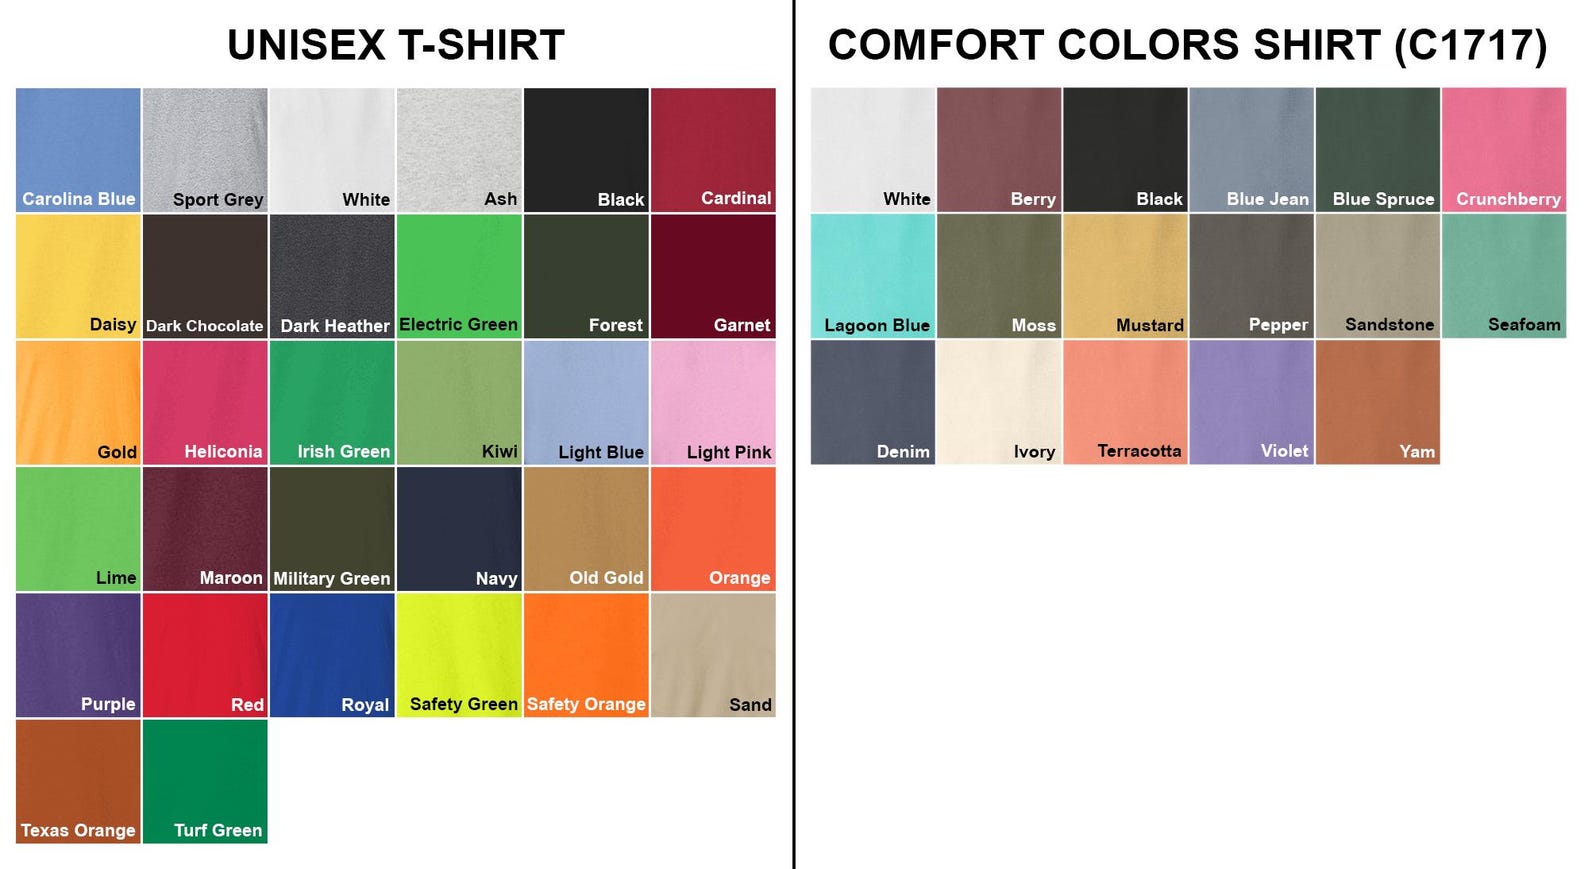 UNISEX T-SHIRT
Carolina Blue
Sport Grey
White
Ash
Black
Cardinal
Daisy
Dark Chocolate
Dark Heather
Electric Green
Forest
Garnet
Gold
Heliconia
Irish Green
Kiwi
Light Blue
Light Pink
Lime
Maroon
Military Green
Navy
Old Gold
Orange
Purple
Red
Royal
Safety Green
Safety Orange
Sand
Texas Orange
Turf Green
COMFORT COLORS SHIRT (C1717)
White
Berry
Black
Blue Jean
Blue Spruce
Crunchberry
Lagoon Blue
Moss
Mustard
Pepper
Sandstone
Seafoam
Denim
Ivory
Terracotta
Violet
Yam